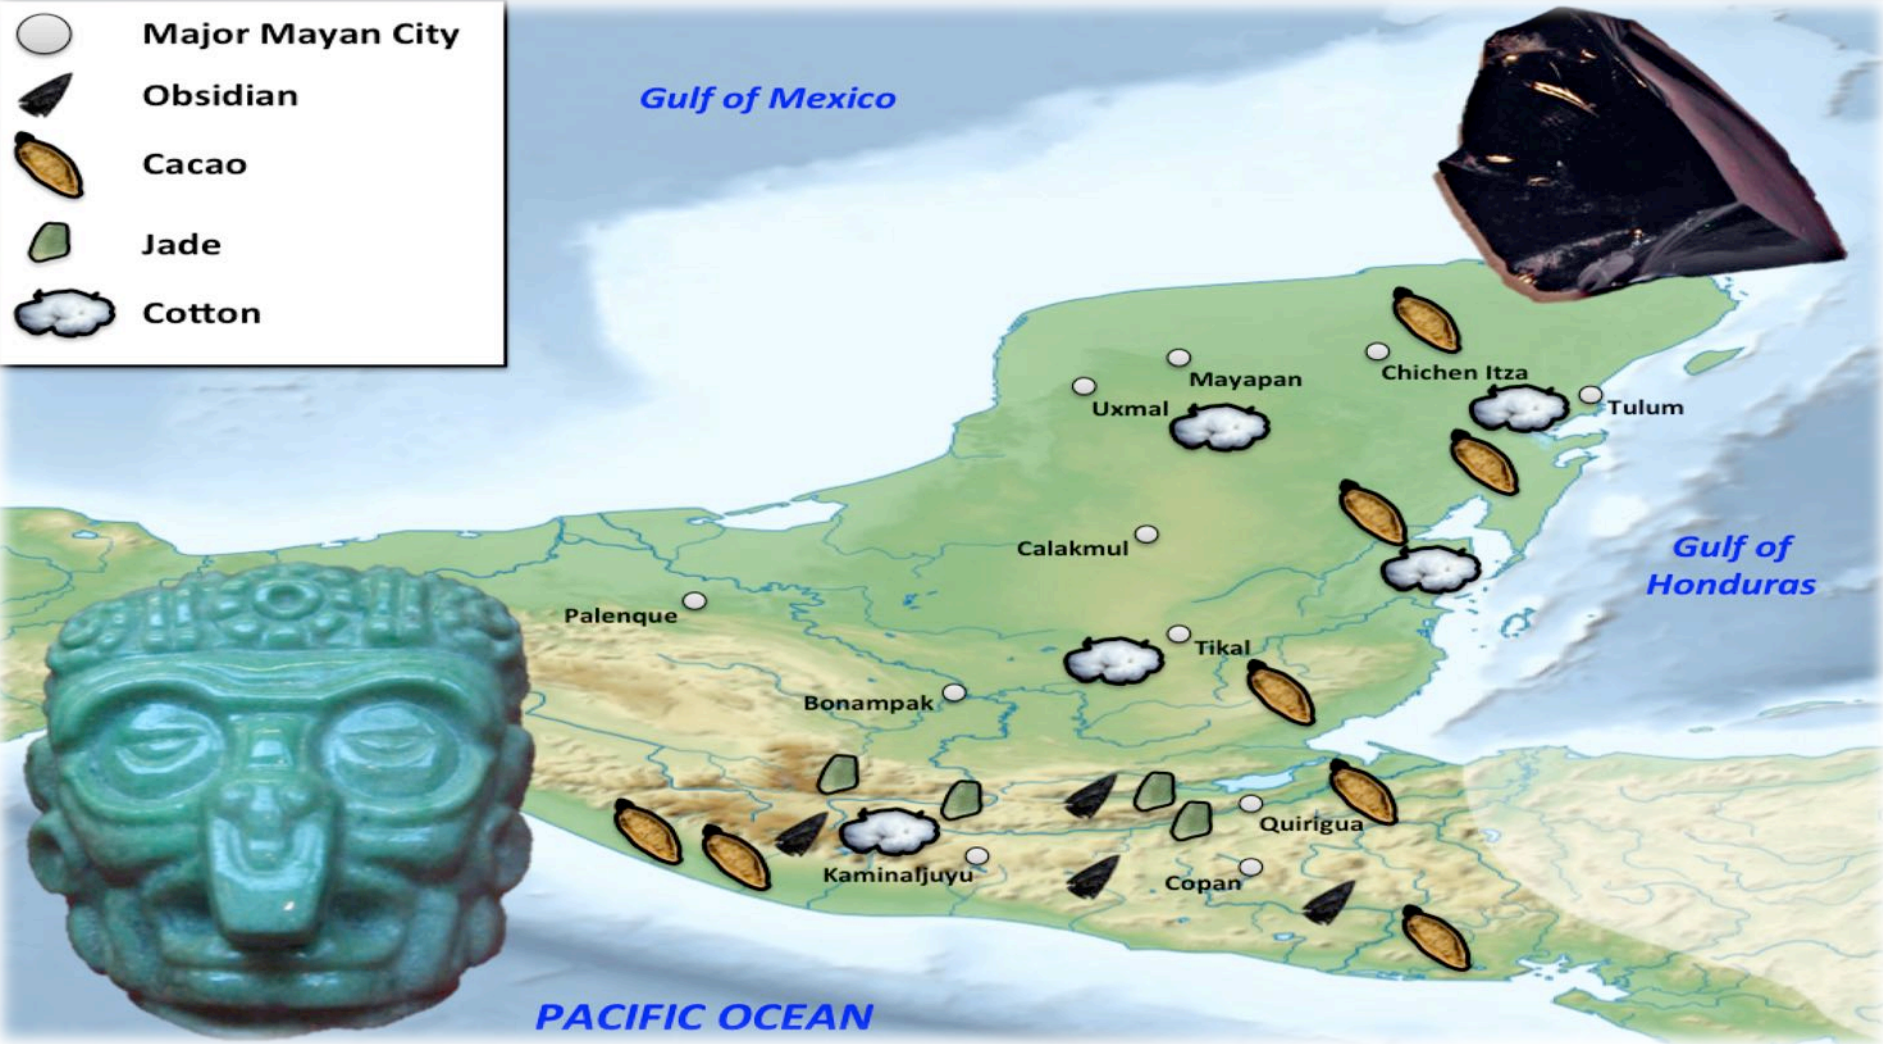 Major Mayan City
Obsidian
Cacao
Jade
Cotton
Gulf of Mexico
Mayapan
Chichen Itza
Uxmal
Tulum
Calakmul
Gulf of
Honduras
Palenque
Tikal
Bonampak
Quirigua
Kaminaljuyu
Copan
PACIFIC OCEAN